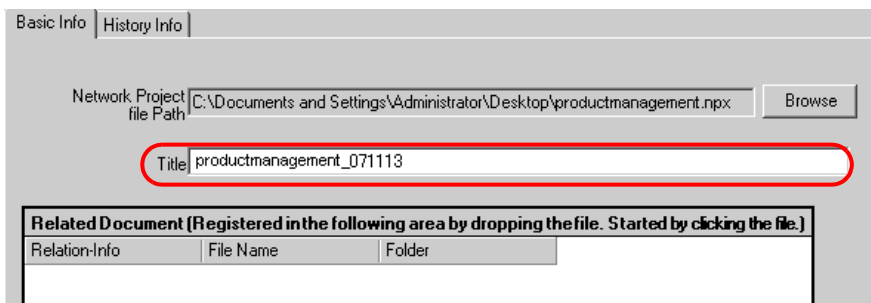 Basic Info History Info
Network Project
file Path C:\Documents and Settings\Administrator\Desktop\productmanagement.npx Browse
Title productmanagement_071113
Related Document (Registered in the following area by dropping the file. Started by clicking the file.)
Relation-Info File Name Folder